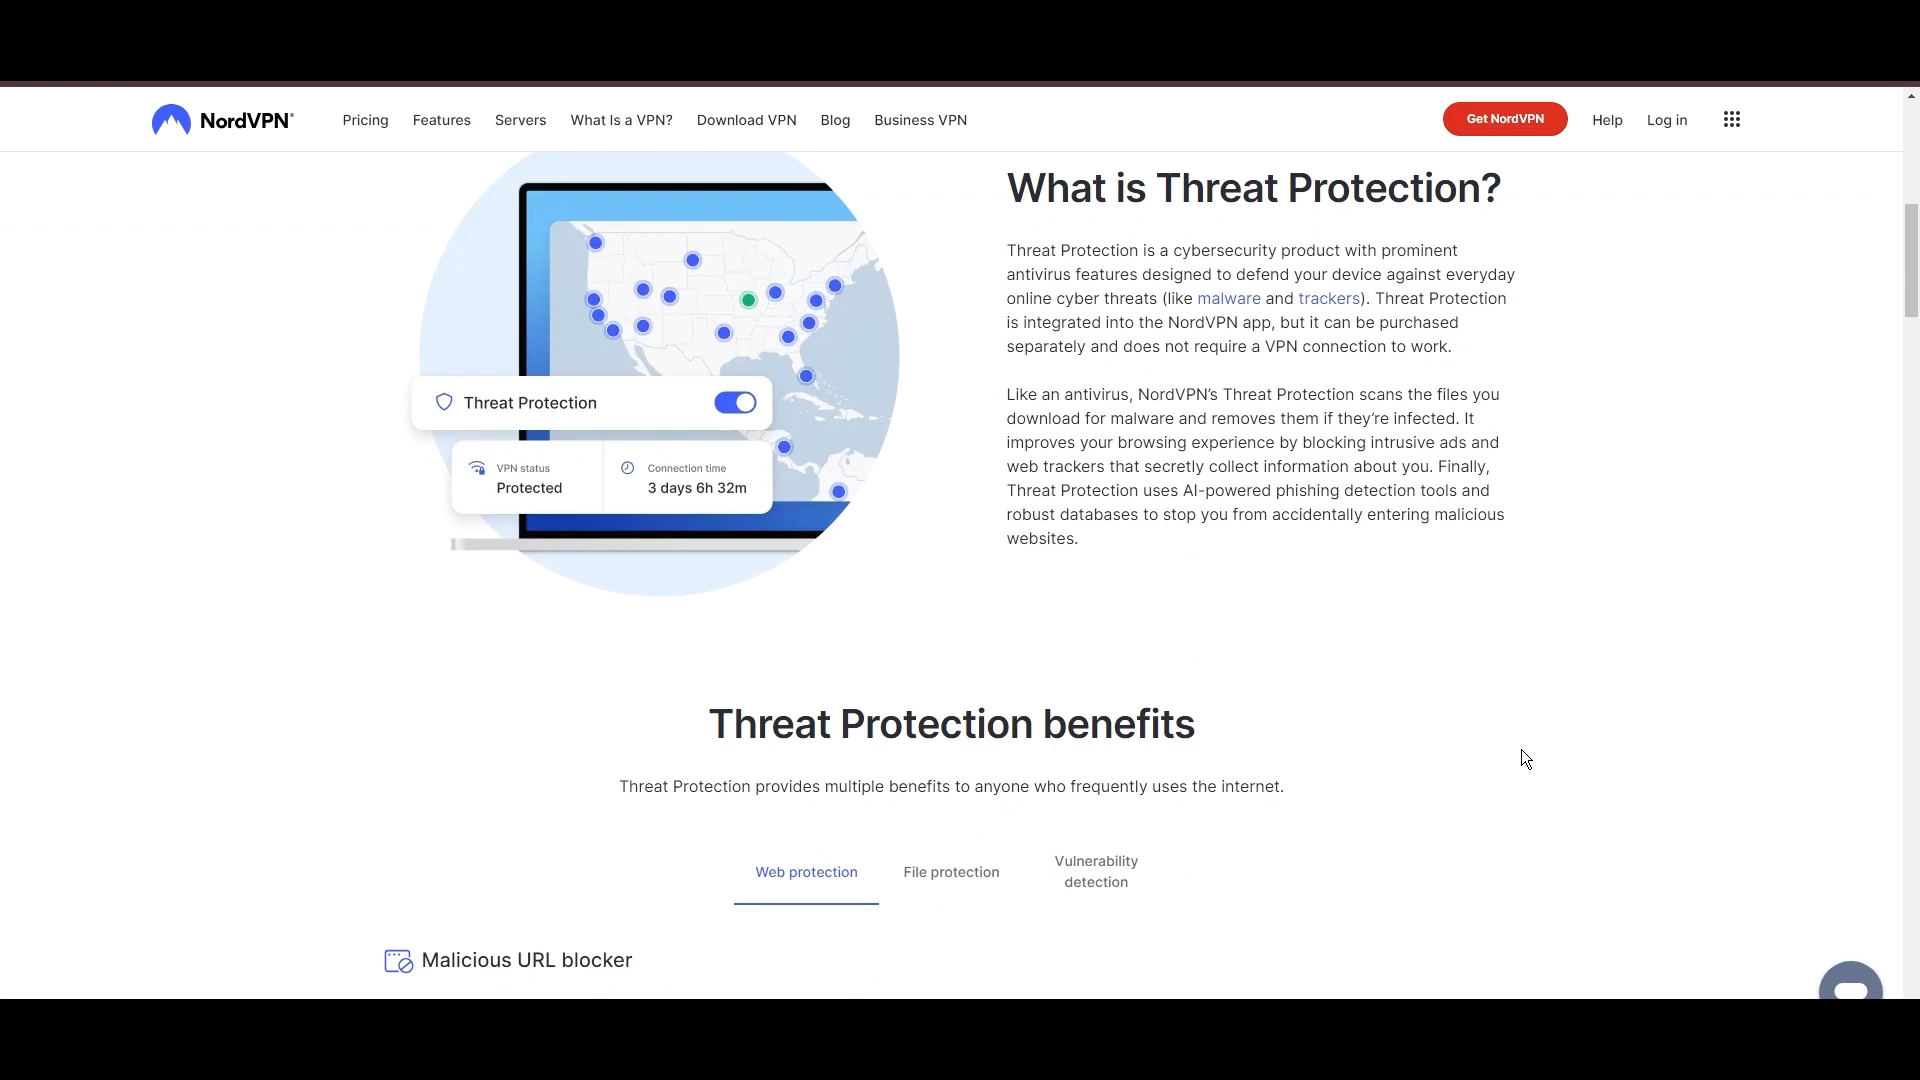 NordVPN®
Pricing
Features
Servers
What Is a VPN?
Download VPN
Blog
Business VPN
Get NordVPN
Help
Log in
Threat Protection
VPN status
Protected
Connection time
3 days 6h 32m
What is Threat Protection?
Threat Protection is a cybersecurity product with prominent
antivirus features designed to defend your device against everyday
online cyber threats (like malware and trackers). Threat Protection
is integrated into the NordVPN app, but it can be purchased
separately and does not require a VPN connection to work.
Like an antivirus, NordVPN’s Threat Protection scans the files you
download for malware and removes them if they’re infected. It
improves your browsing experience by blocking intrusive ads and
web trackers that secretly collect information about you. Finally,
Threat Protection uses AI-powered phishing detection tools and
robust databases to stop you from accidentally entering malicious
websites.
Threat Protection benefits
Threat Protection provides multiple benefits to anyone who frequently uses the internet.
Web protection
File protection
Vulnerability
detection
Malicious URL blocker